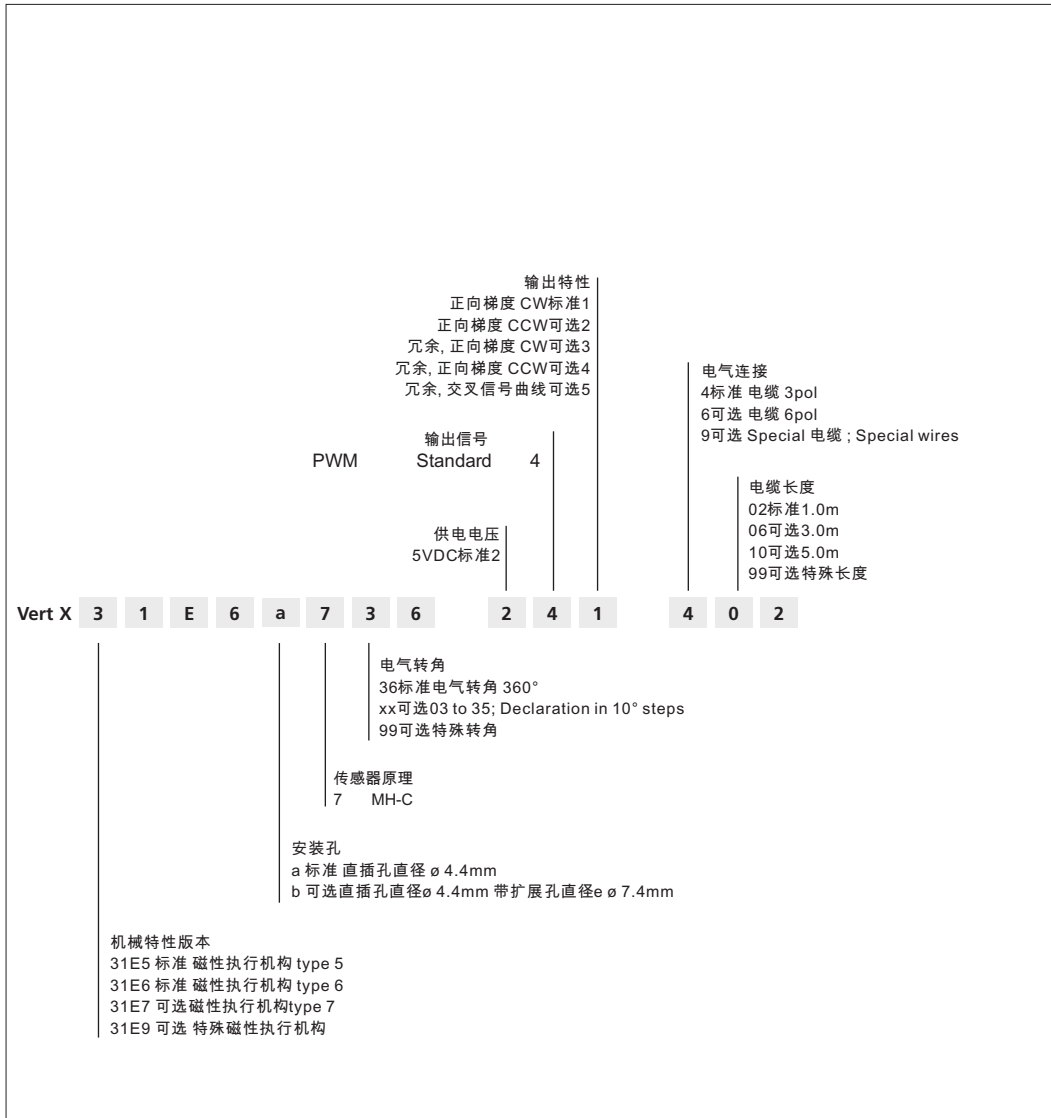 输出特性
正向梯度 CW标准1
正向梯度 CCW可选2
冗余, 正向梯度 CW可选3
冗余, 正向梯度 CCW可选4
冗余, 交叉信号曲线可选5
电气连接
4标准 电缆 3pol
6可选 电缆 6pol
9可选 Special 电缆 ; Special wires
输出信号
PWM Standard 4
电缆长度
02标准1.0m
06可选3.0m
10可选5.0m
99可选特殊长度
供电电压
5VDC标准2
Vert X 3 1 E 6 a 7 3 6 2 4 1 4 0 2
电气转角
36标准电气转角 360°
xx可选03 to 35; Declaration in 10° steps
99可选特殊转角
传感器原理
7 MH-C
安装孔
a 标准 直插孔直径 ø 4.4mm
b 可选直插孔直径ø 4.4mm 带扩展孔直径e ø 7.4mm
机械特性版本
31E5 标准 磁性执行机构 type 5
31E6 标准 磁性执行机构 type 6
31E7 可选磁性执行机构type 7
31E9 可选 特殊磁性执行机构